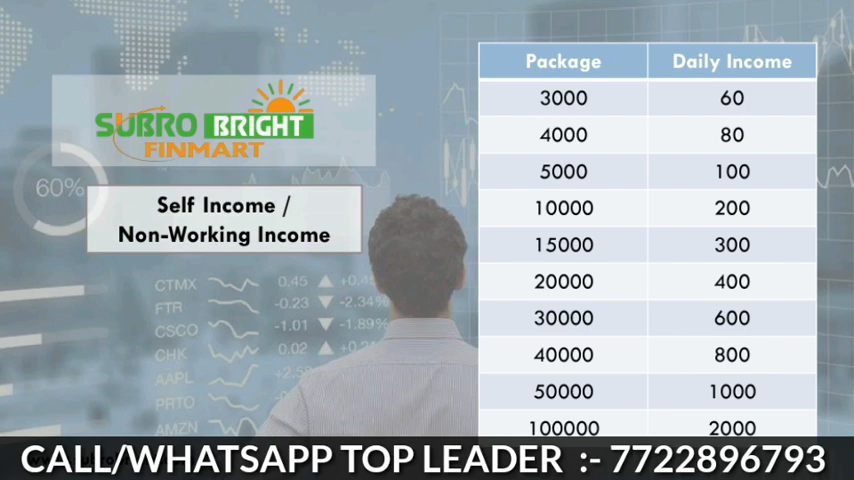 SUBRO BRIGHT
FINMART
Self Income /
Non-Working Income
60%
CTMX 0.45 +0.4
FTR -0.23 -2.34%
CSCO -1.01 -1.89%
CHK 0.02
AAPL
PRTO
AMZN
Package Daily Income
3000 60
4000 80
5000 100
10000 200
15000 300
20000 400
30000 600
40000 800
50000 1000
100000 2000
CALL/WHATSAPP TOP LEADER :- 7722896793